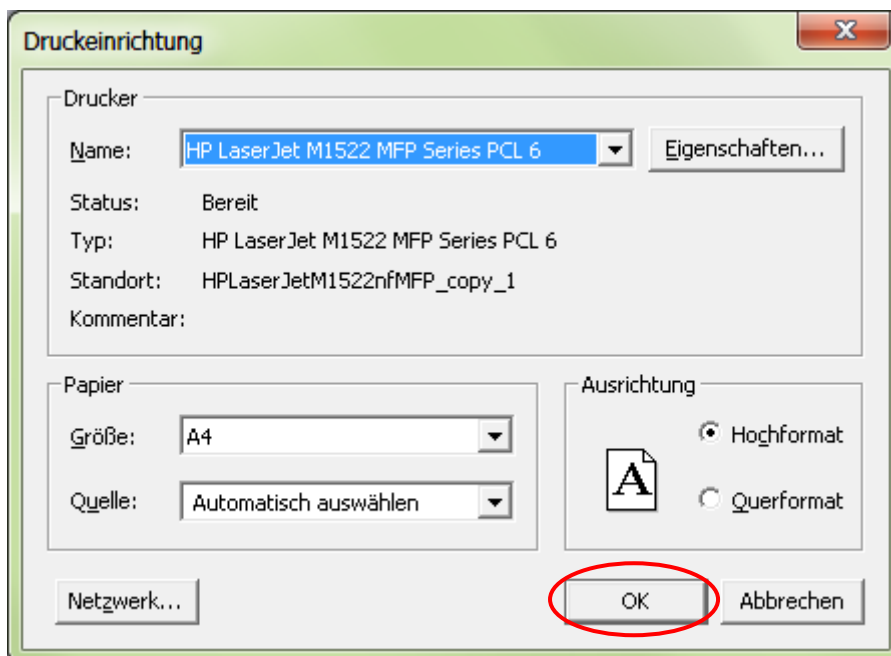 Druckeinrichtung
Drucker
Name: HP LaserJet M1522 MFP Series PCL 6 Eigenschaften...
Status: Bereit
Typ: HP LaserJet M1522 MFP Series PCL 6
Standort: HPLaserJetM1522nfMFP_copy_1
Kommentar:
Papier
Größe: A4
Quelle: Automatisch auswählen
Ausrichtung
A
Hochformat
Querformat
Netzwerk... OK Abbrechen